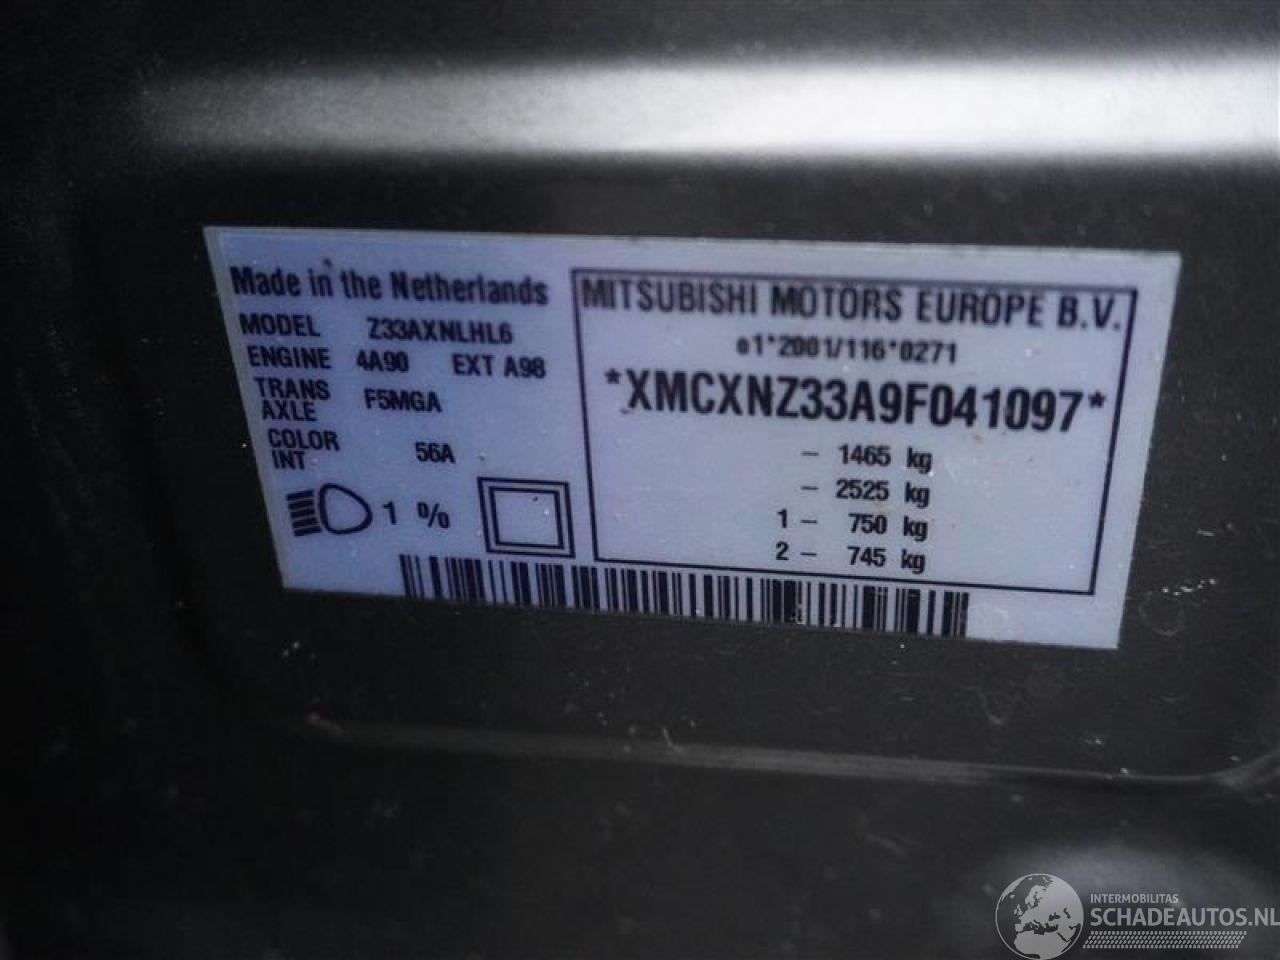 Made in the Netherlands
MODEL Z33AXNLHL6
ENGINE 4A90 EXT A98
TRANS
AXLE F5MGA
COLOR
INT 56A
1 %
MITSUBISHI MOTORS EUROPE B.V.
e1*2001/116*0271
*XMCXNZ33A9F041097*
- 1465 kg
- 2525 kg
1 - 750 kg
2 - 745 kg
INTERMOBILITAS
SCHADEAUTOS.NL